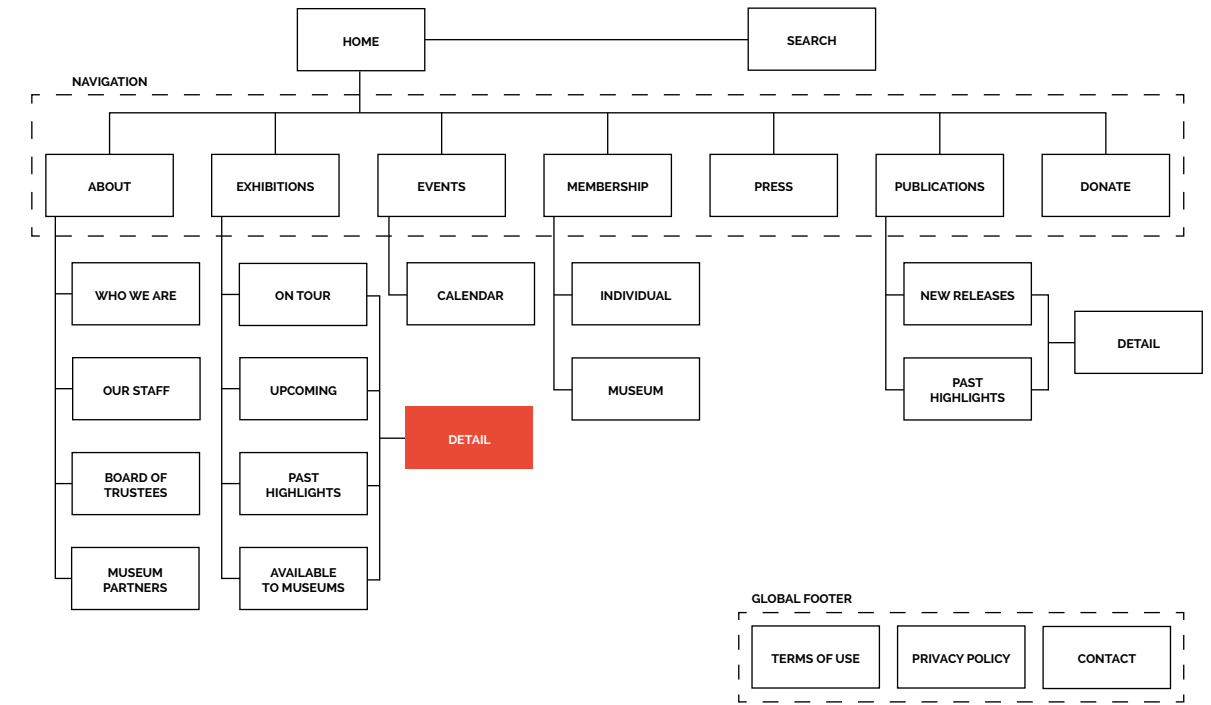 HOME
SEARCH
NAVIGATION
ABOUT
EXHIBITIONS
EVENTS
MEMBERSHIP
PRESS
PUBLICATIONS
DONATE
WHO WE ARE
ON TOUR
CALENDAR
INDIVIDUAL
NEW RELEASES
DETAIL
OUR STAFF
UPCOMING
MUSEUM
PAST
HIGHLIGHTS
DETAIL
BOARD OF
TRUSTEES
PAST
HIGHLIGHTS
MUSEUM
PARTNERS
AVAILABLE
TO MUSEUMS
GLOBAL FOOTER
TERMS OF USE
PRIVACY POLICY
CONTACT